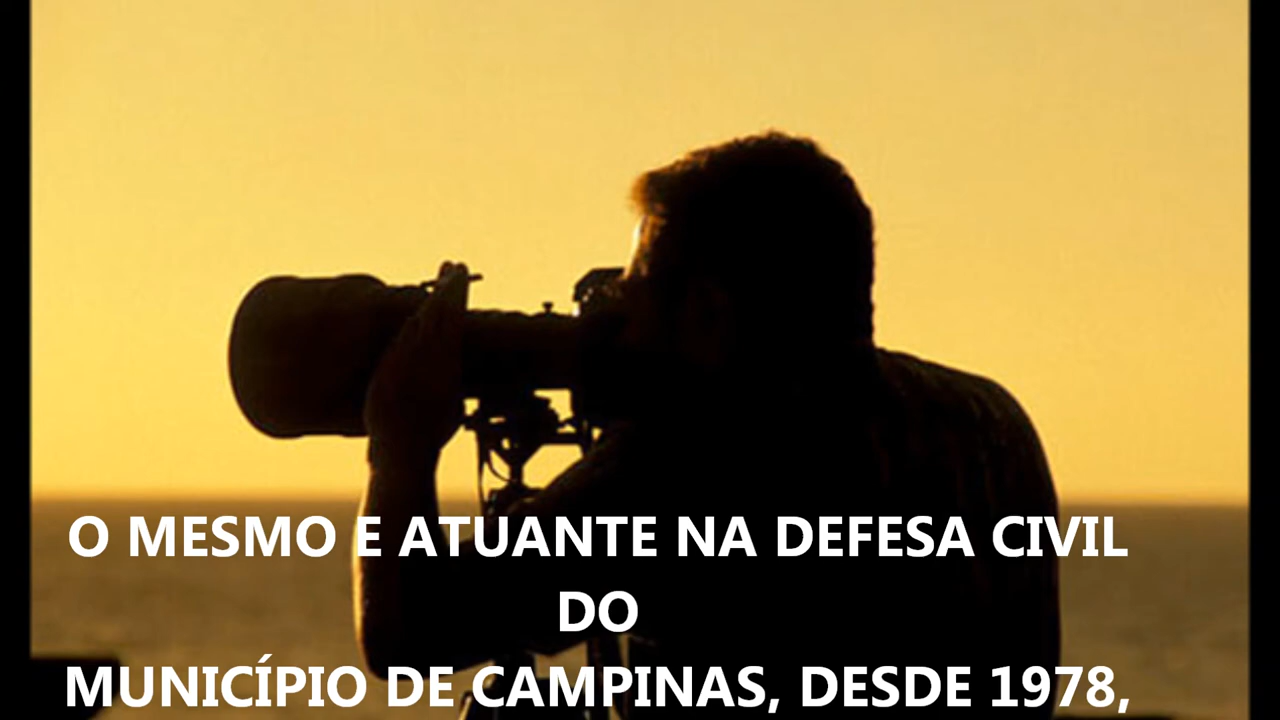 O MESMO E ATUANTE NA DEFESA CIVIL
DO
MUNICÍPIO DE CAMPINAS, DESDE 1978,